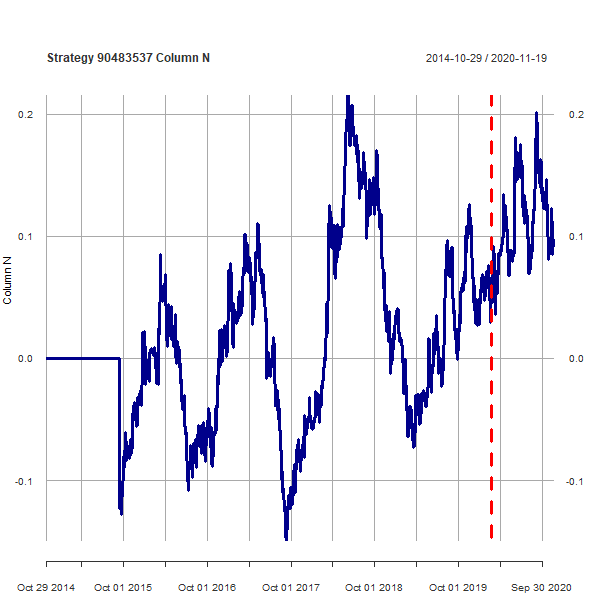 Strategy 90483537 Column N
2014-10-29 / 2020-11-19
0.2 0.2
0.1 0.1
0.0 0.0
-0.1 -0.1
Column N
Oct 29 2014 Oct 01 2015 Oct 01 2016 Oct 01 2017 Oct 01 2018 Oct 01 2019 Sep 30 2020